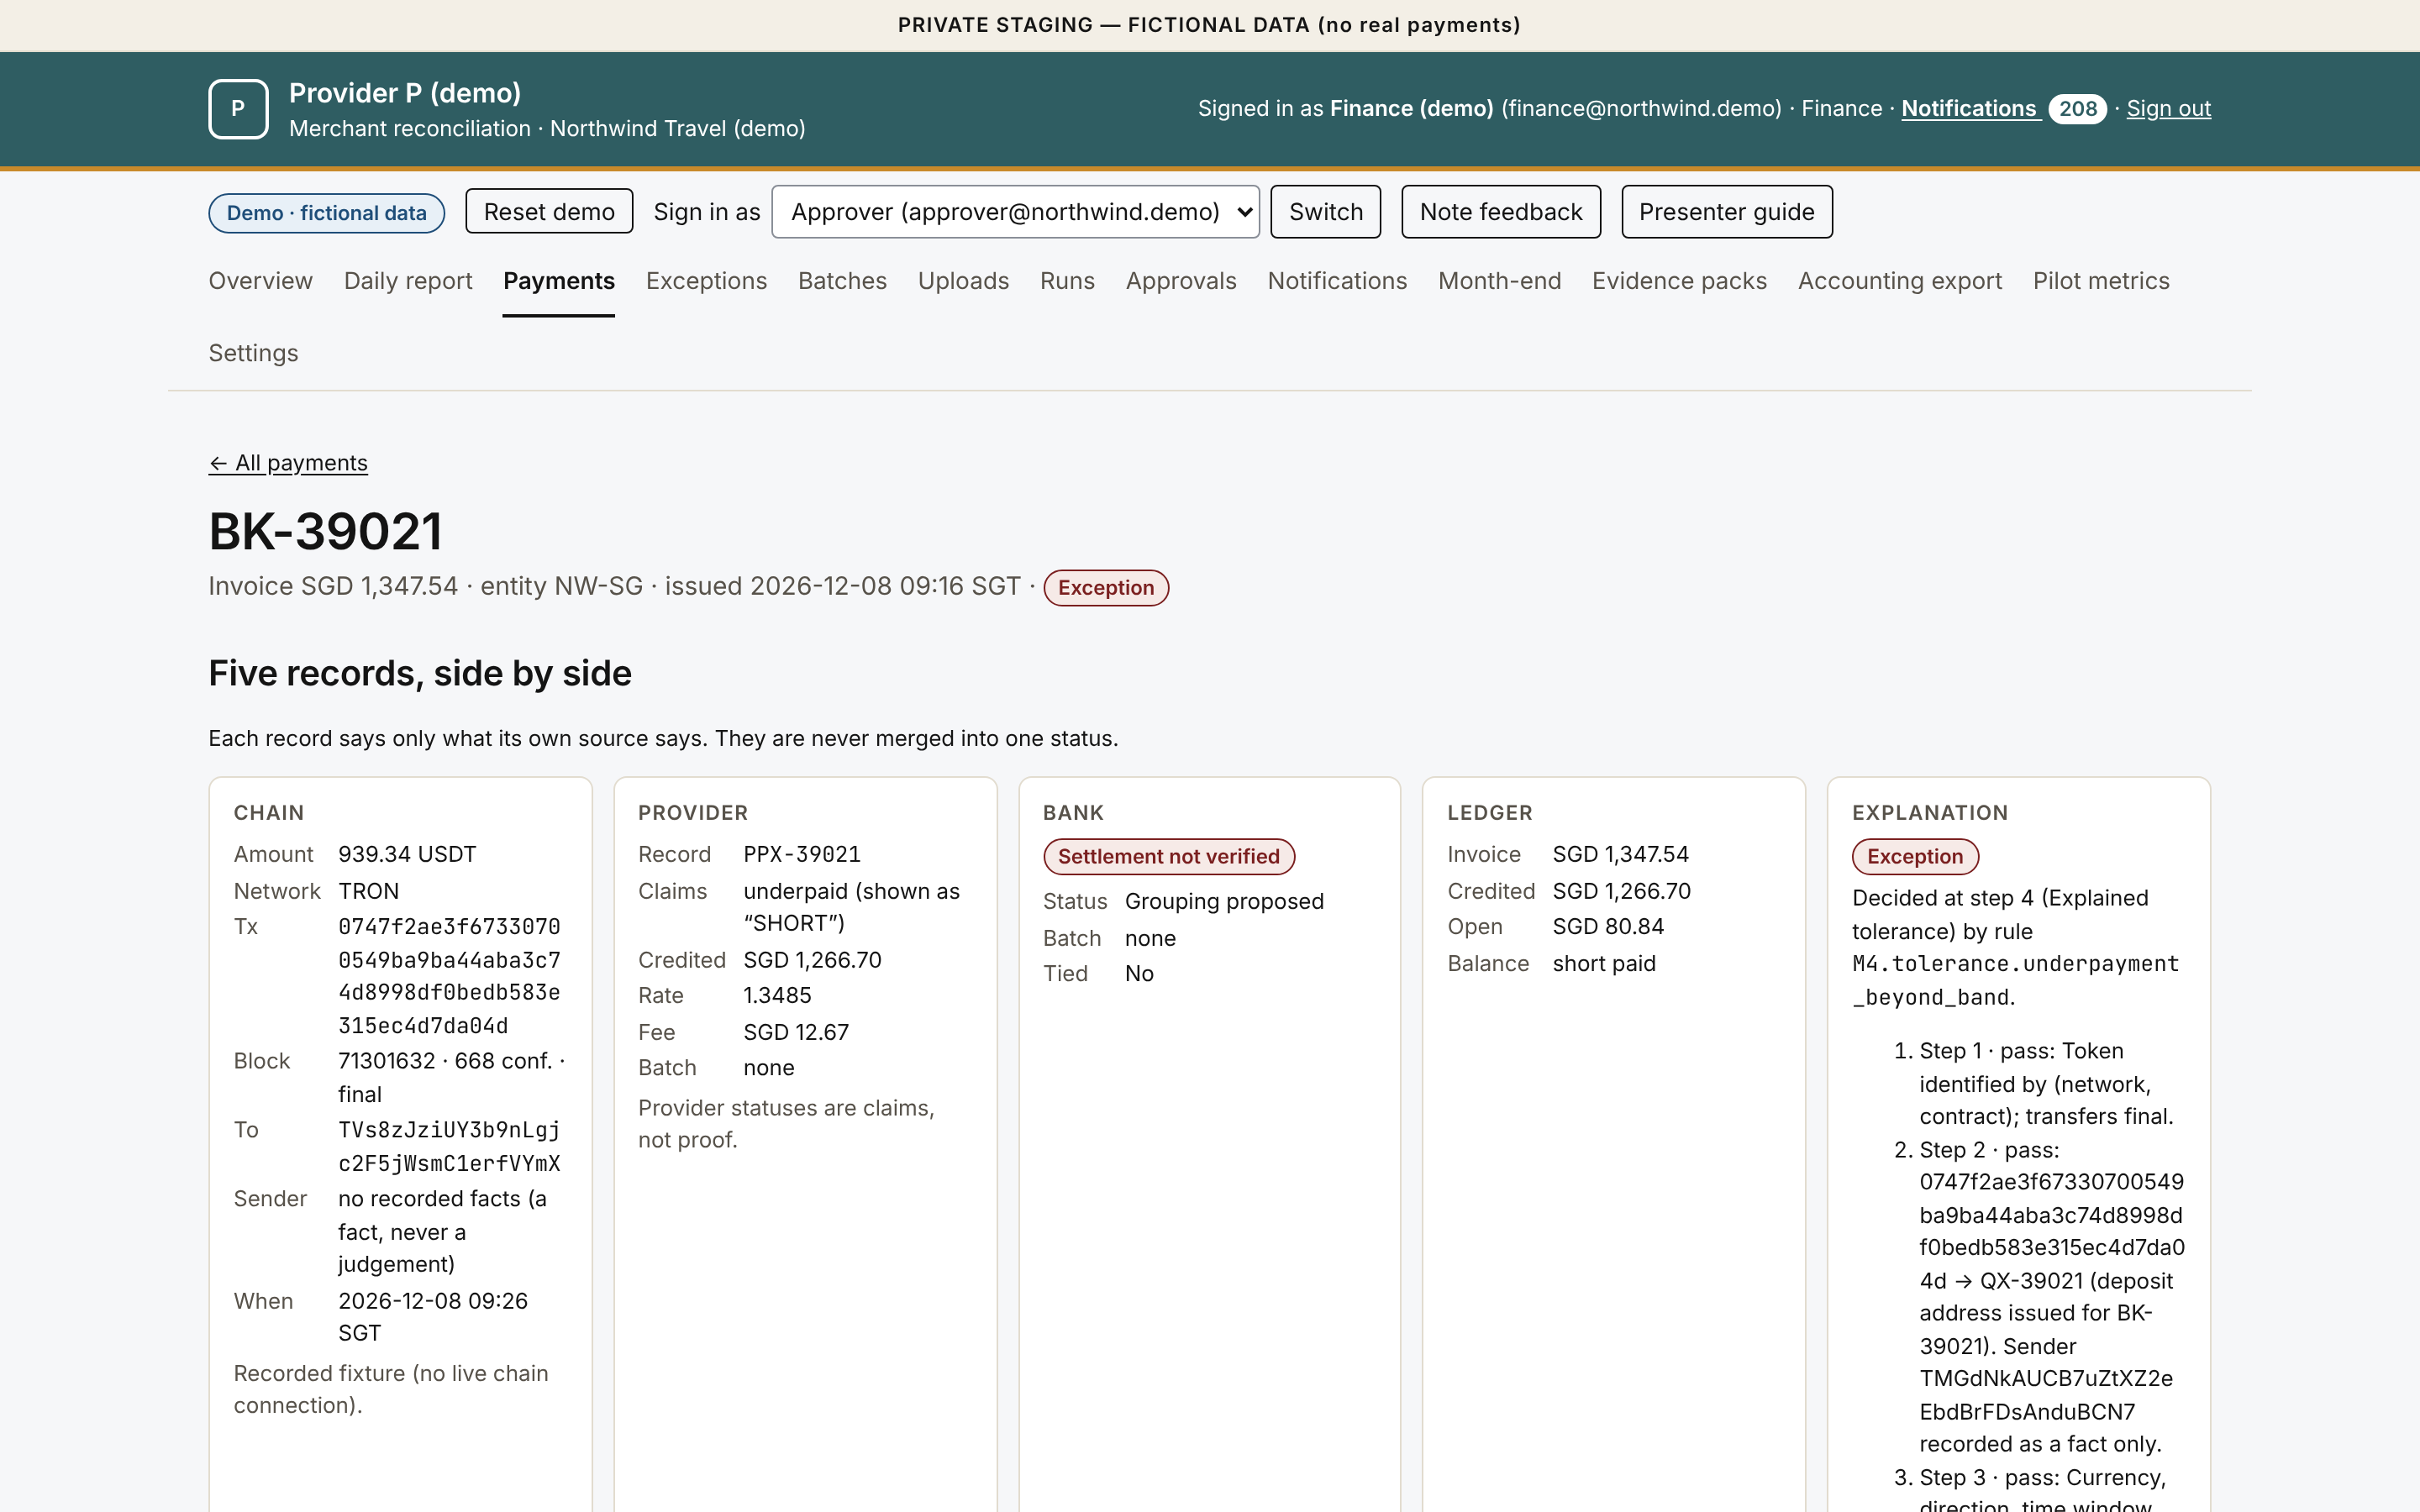 PRIVATE STAGING — FICTIONAL DATA (no real payments)
P
Provider P (demo)
Merchant reconciliation · Northwind Travel (demo)
Signed in as Finance (demo) (finance@northwind.demo) · Finance · Notifications 208 · Sign out
Demo · fictional data
Reset demo
Sign in as
Approver (approver@northwind.demo)
Switch
Note feedback
Presenter guide
Overview Daily report Payments Exceptions Batches Uploads Runs Approvals Notifications Month-end Evidence packs Accounting export Pilot metrics
Settings
← All payments
BK-39021
Invoice SGD 1,347.54 · entity NW-SG · issued 2026-12-08 09:16 SGT · Exception
Five records, side by side
Each record says only what its own source says. They are never merged into one status.
CHAIN
Amount 939.34 USDT
Network TRON
Tx 0747f2ae3f6733070
0549ba9ba44aba3c7
4d8998df0bedb583e
315ec4d7da04d
Block 71301632 · 668 conf. ·
final
To TVs8zJziUY3b9nLgj
c2F5jWsmC1erfVYmX
Sender no recorded facts (a
fact, never a
judgement)
When 2026-12-08 09:26
SGT
Recorded fixture (no live chain
connection).
PROVIDER
Record PPX-39021
Claims underpaid (shown as
“SHORT”)
Credited SGD 1,266.70
Rate 1.3485
Fee SGD 12.67
Batch none
Provider statuses are claims,
not proof.
BANK
Settlement not verified
Status Grouping proposed
Batch none
Tied No
LEDGER
Invoice SGD 1,347.54
Credited SGD 1,266.70
Open SGD 80.84
Balance short paid
EXPLANATION
Exception
Decided at step 4 (Explained
tolerance) by rule
M4.tolerance.underpayment
_beyond_band.
1. Step 1 · pass: Token
identified by (network,
contract); transfers final.
2. Step 2 · pass:
0747f2ae3f67330700549
ba9ba44aba3c74d8998d
f0bedb583e315ec4d7da0
4d → QX-39021 (deposit
address issued for BK-
39021). Sender
TMGdNkAUCB7uZtXZ2e
EbdBrFDsAnduBCN7
recorded as a fact only.
3. Step 3 · pass: Currency,
direction, time window